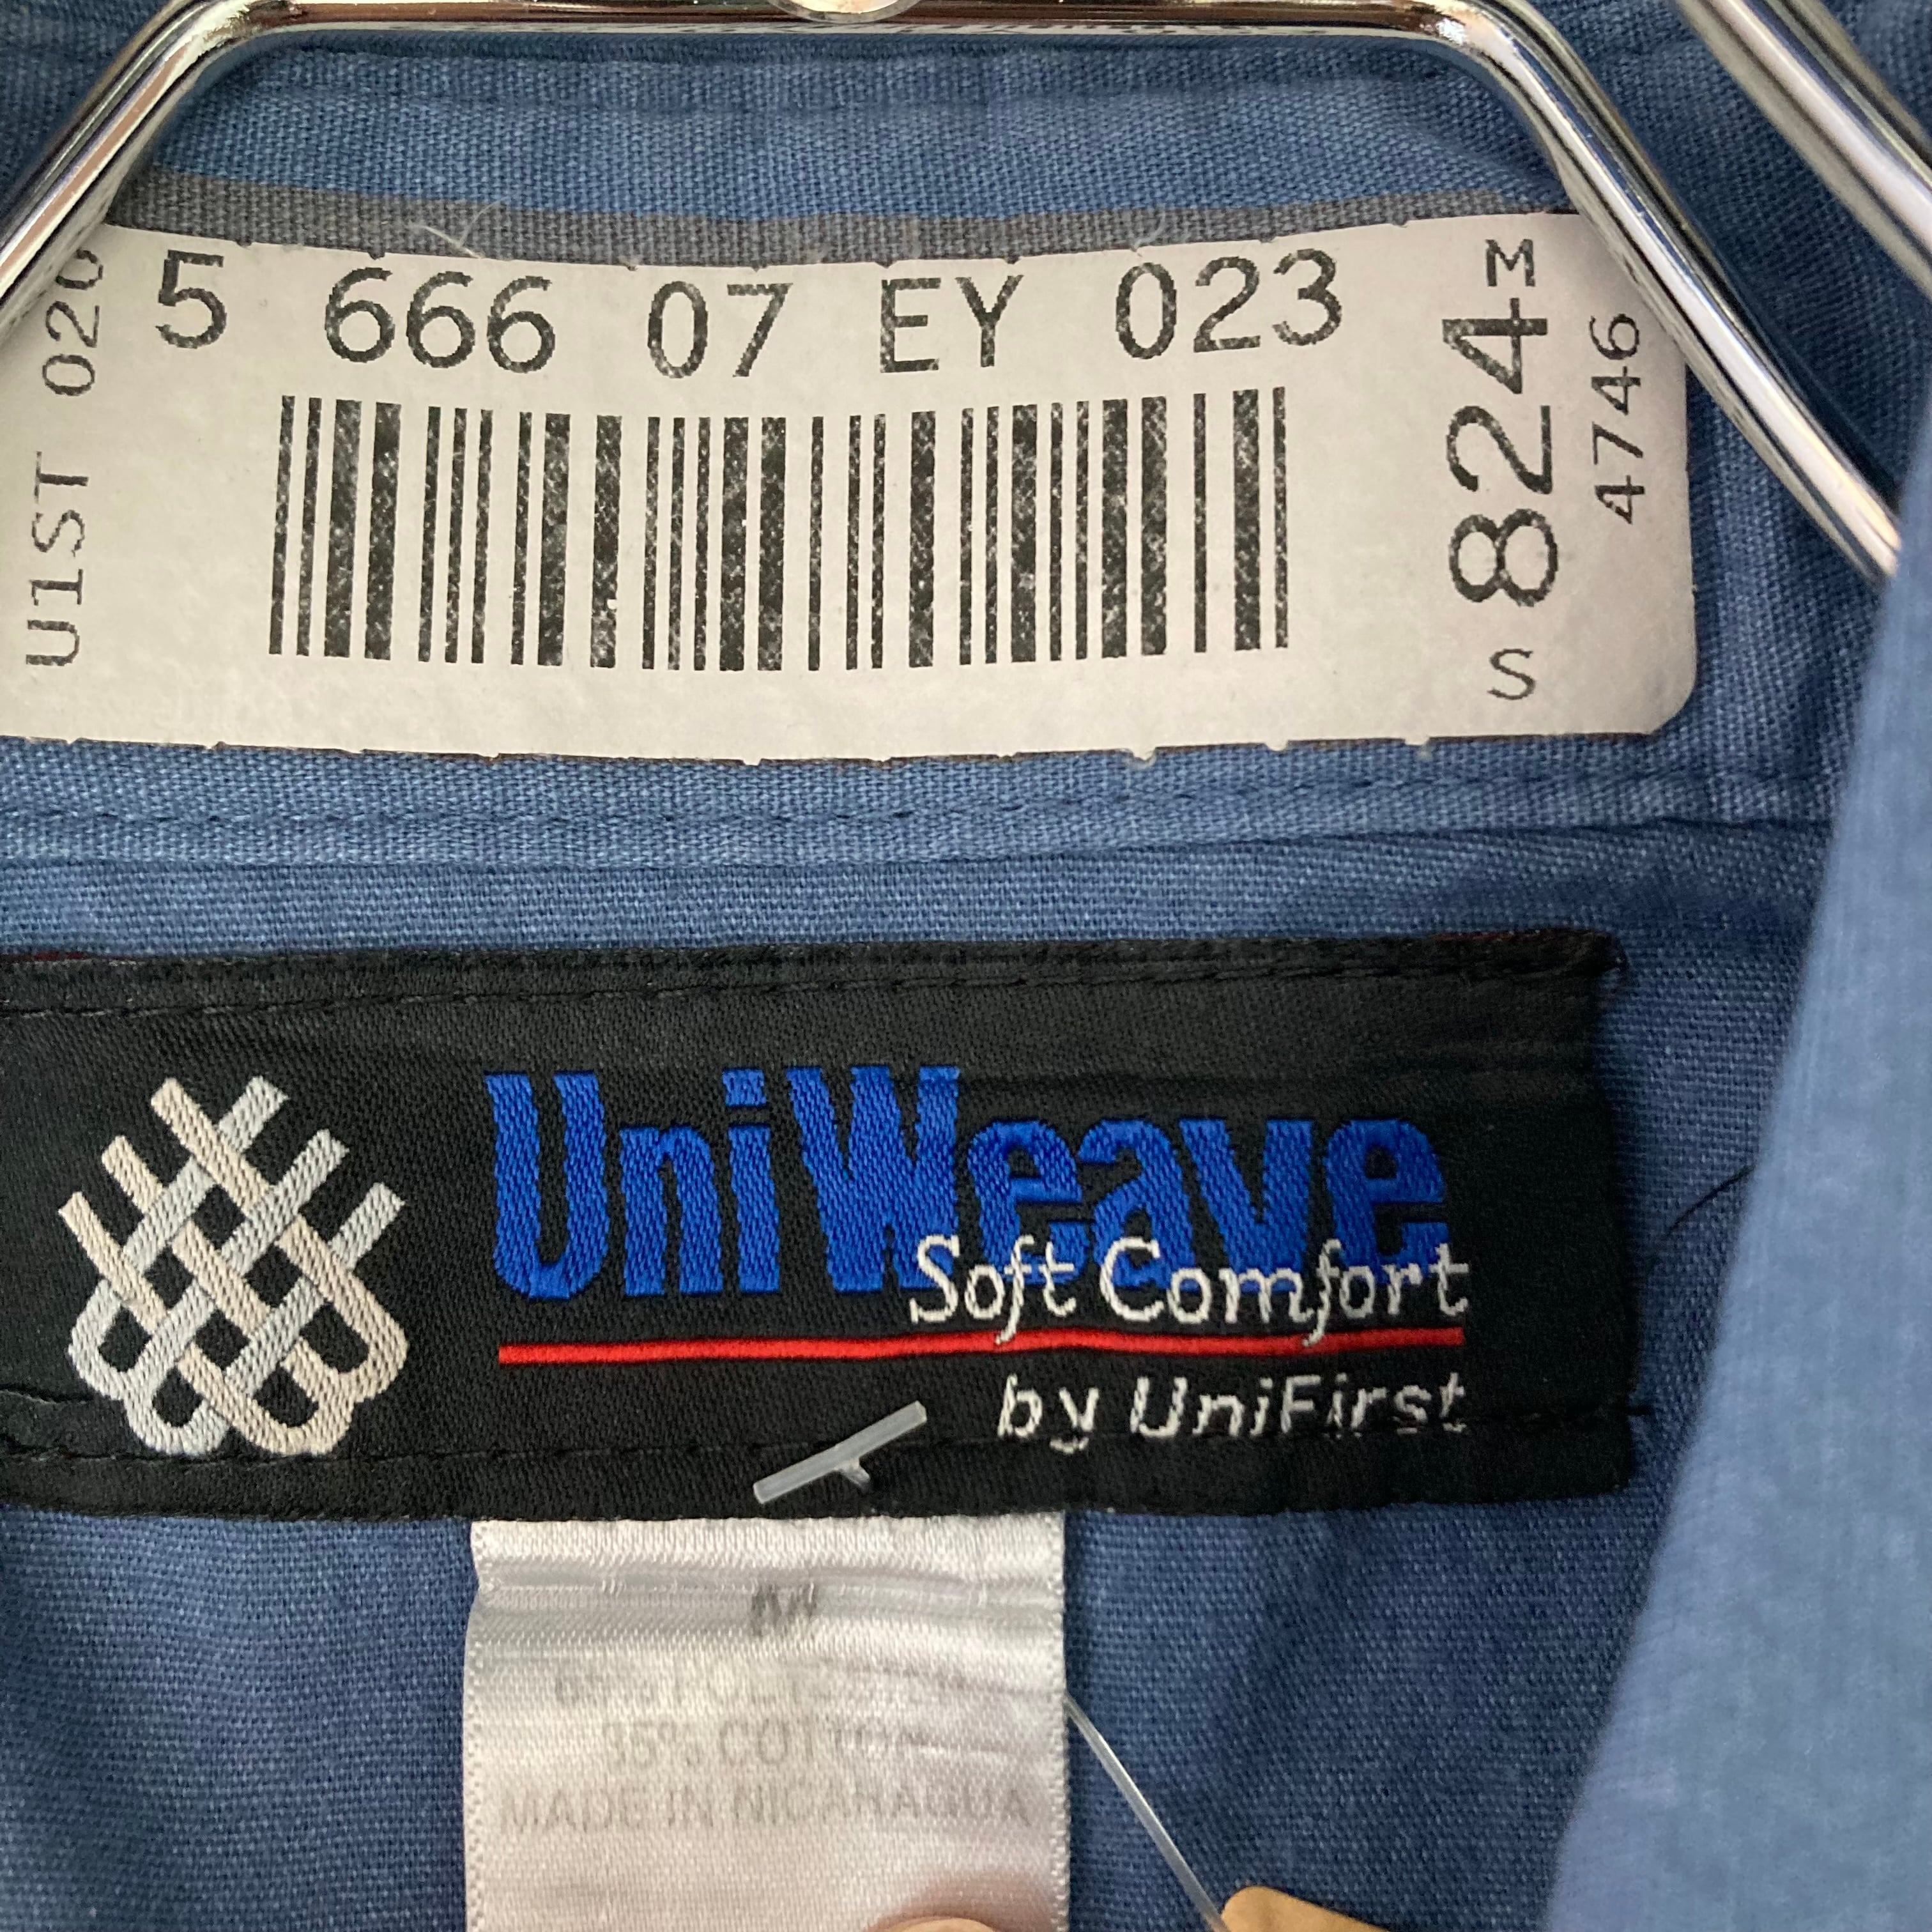 U1ST 020
5 666 07 EY 023
S 824 M
4746
UniWeave
Soft Comfort
by UniFirst
M
35% COTTON
MADE IN NICARAGUA